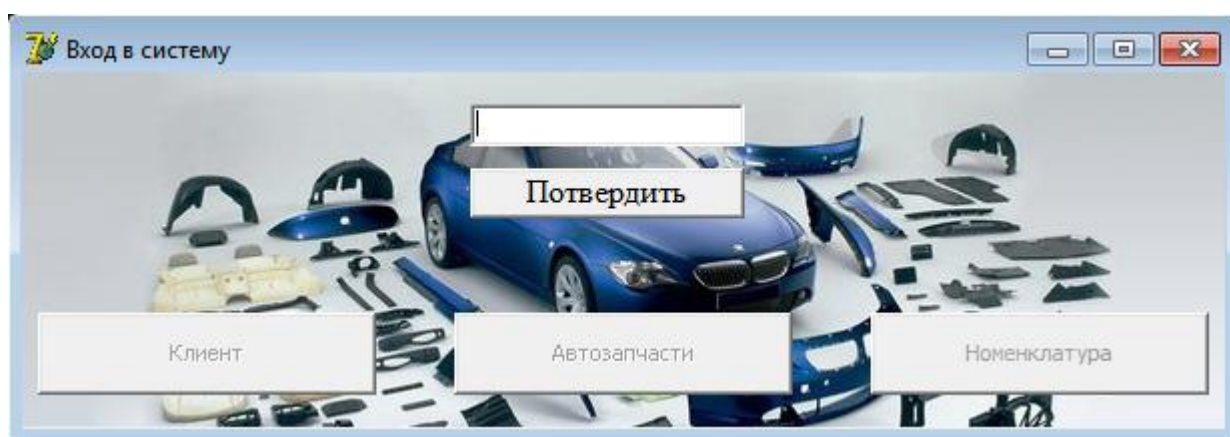 Вход в систему
Потвердить
Клиент
Автозапчасти
Номенклатура